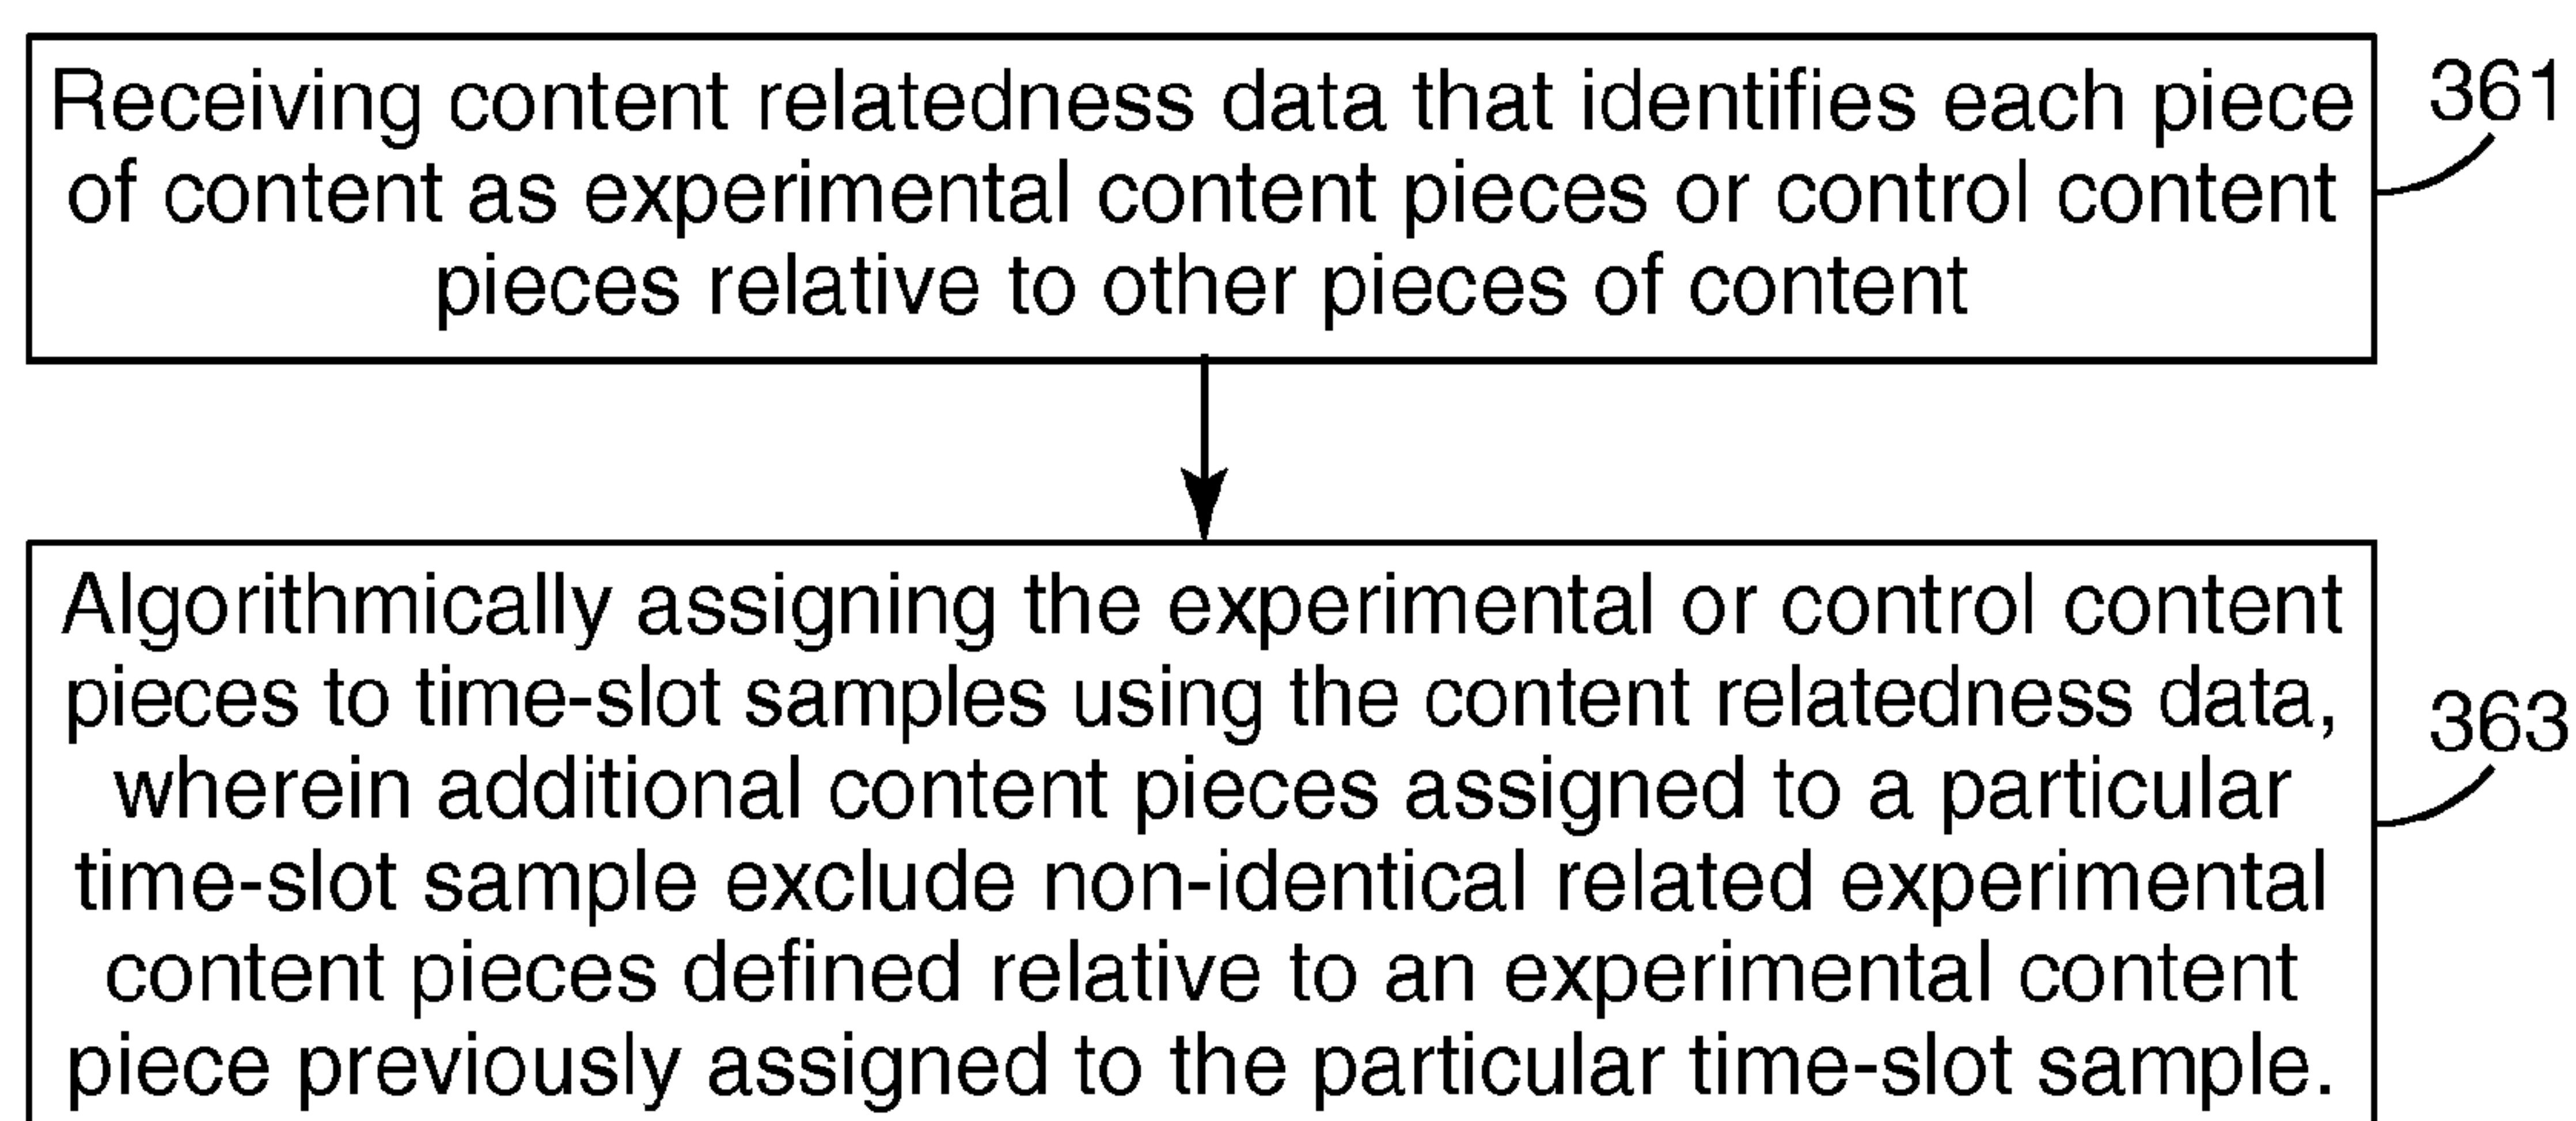 Receiving content relatedness data that identifies each piece
of content as experimental content pieces or control content
pieces relative to other pieces of content
361
Algorithmically assigning the experimental or control content
pieces to time-slot samples using the content relatedness data,
wherein additional content pieces assigned to a particular
time-slot sample exclude non-identical related experimental
content pieces defined relative to an experimental content
piece previously assigned to the particular time-slot sample.
363